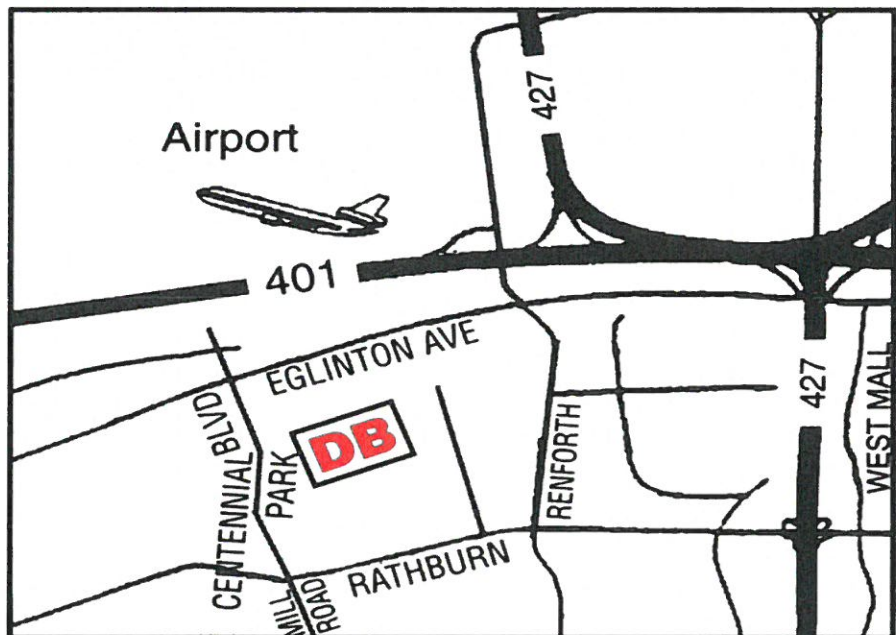 427
Airport
401
EGLINTON AVE
427
WEST MALL
DB
CENTENNIAL
PARK
BLVD
RENFORTH
RATHBURN
MILL
ROAD